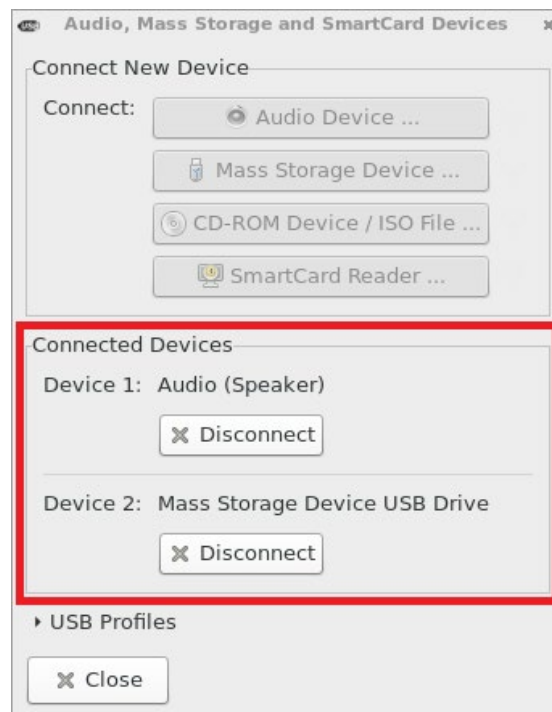 Audio, Mass Storage and SmartCard Devices
Connect New Device
Connect: Audio Device ...
Mass Storage Device ...
CD-ROM Device / ISO File ...
SmartCard Reader ...
Connected Devices
Device 1: Audio (Speaker)
Disconnect
Device 2: Mass Storage Device USB Drive
Disconnect
USB Profiles
Close